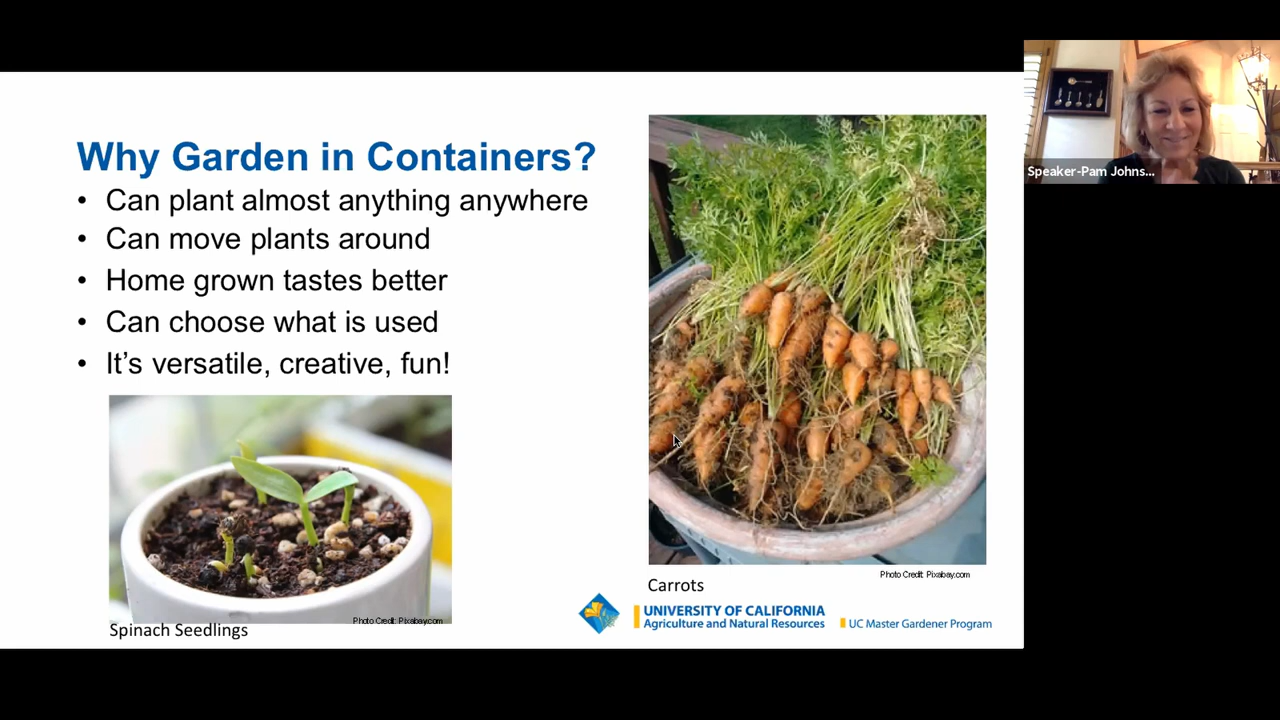 Why Garden in Containers?
• Can plant almost anything anywhere
• Can move plants around
• Home grown tastes better
• Can choose what is used
• It’s versatile, creative, fun!
Photo Credit: Pixabay.com
Spinach Seedlings
Photo Credit: Pixabay.com
Carrots
UNIVERSITY OF CALIFORNIA
Agriculture and Natural Resources
UC Master Gardener Program
Speaker-Pam Johns...